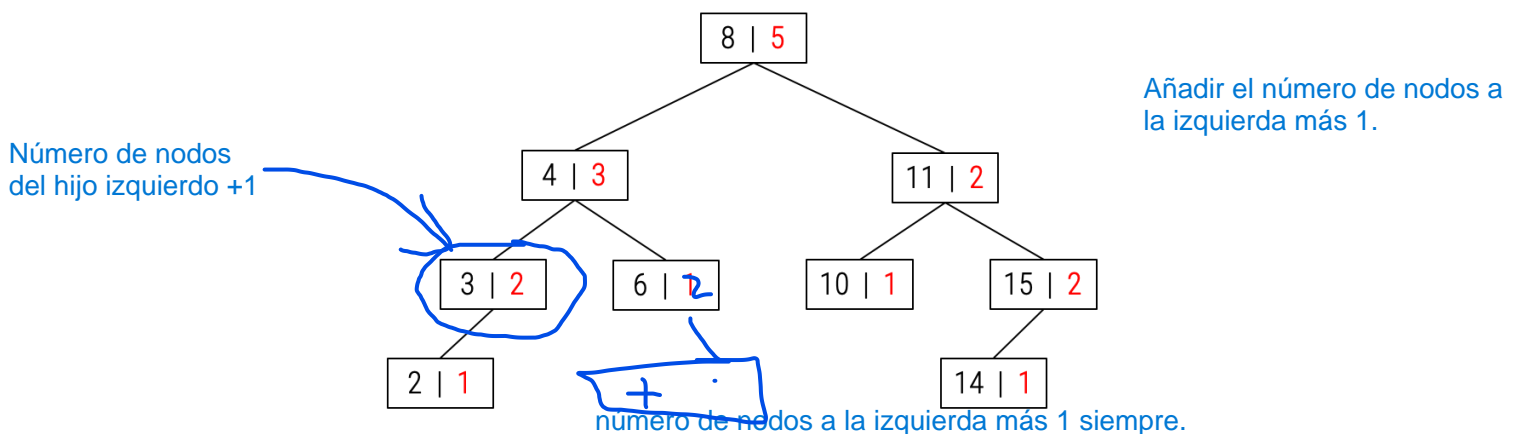 8 | 5
Añadir el número de nodos a
la izquierda más 1.
Número de nodos
del hijo izquierdo +1
4 | 3
11 | 2
3 | 2
6 | 1 2
10 | 1
15 | 2
2 | 1
+
14 | 1
número de nodos a la izquierda más 1 siempre.